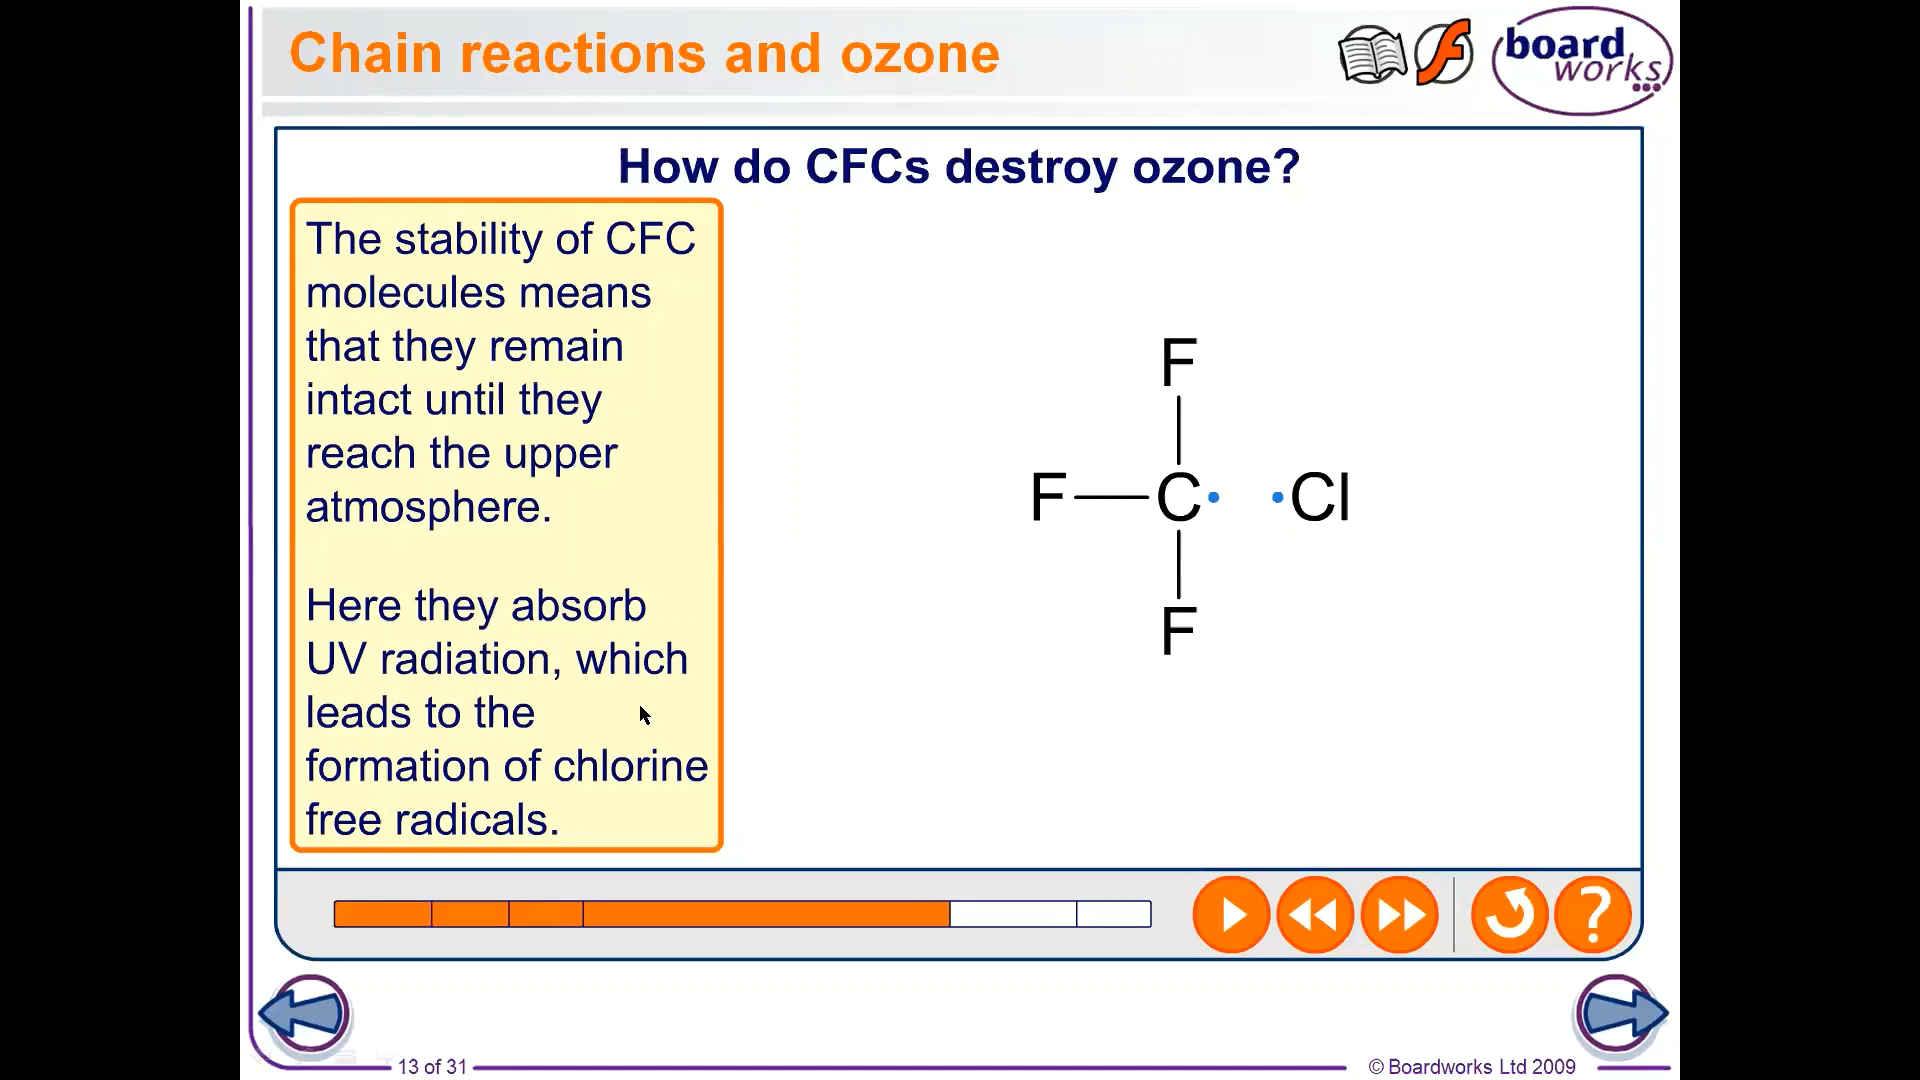 Chain reactions and ozone
board
works
How do CFCs destroy ozone?
The stability of CFC
molecules means
that they remain
intact until they
reach the upper
atmosphere.
Here they absorb
UV radiation, which
leads to the
formation of chlorine
free radicals.
F
F C· ·Cl
F
?
13 of 31
© Boardworks Ltd 2009